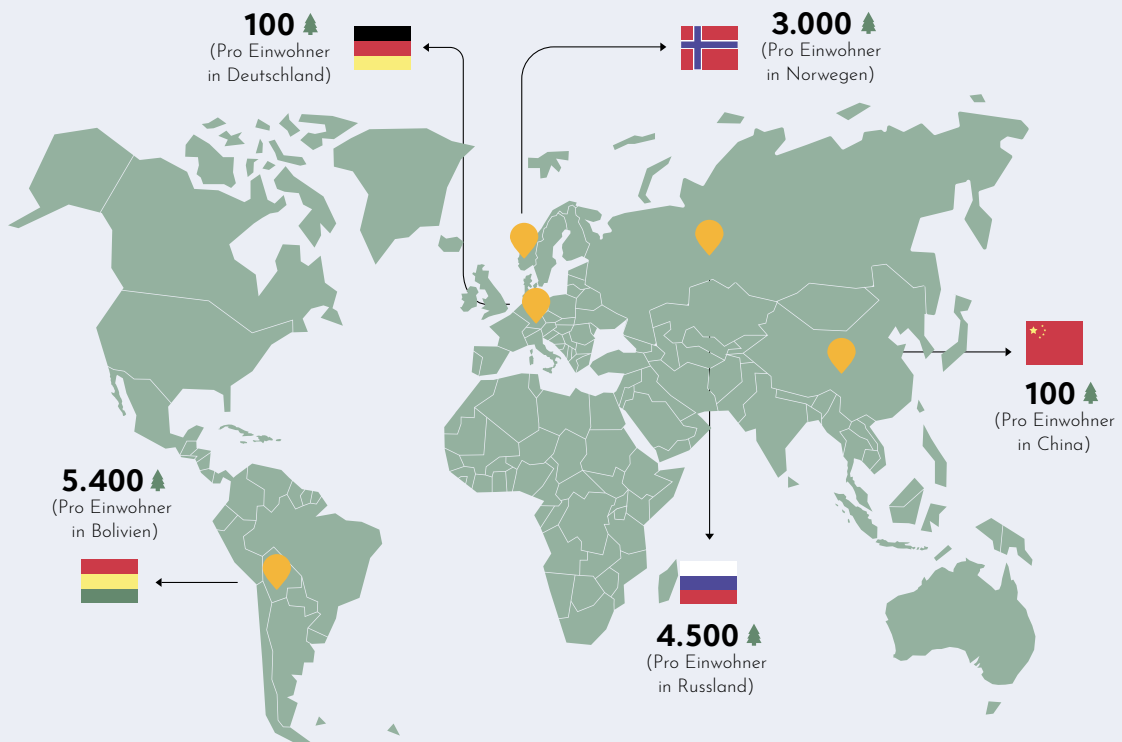 100
(Pro Einwohner
in Deutschland)
3.000
(Pro Einwohner
in Norwegen)
100
(Pro Einwohner
in China)
5.400
(Pro Einwohner
in Bolivien)
4.500
(Pro Einwohner
in Russland)